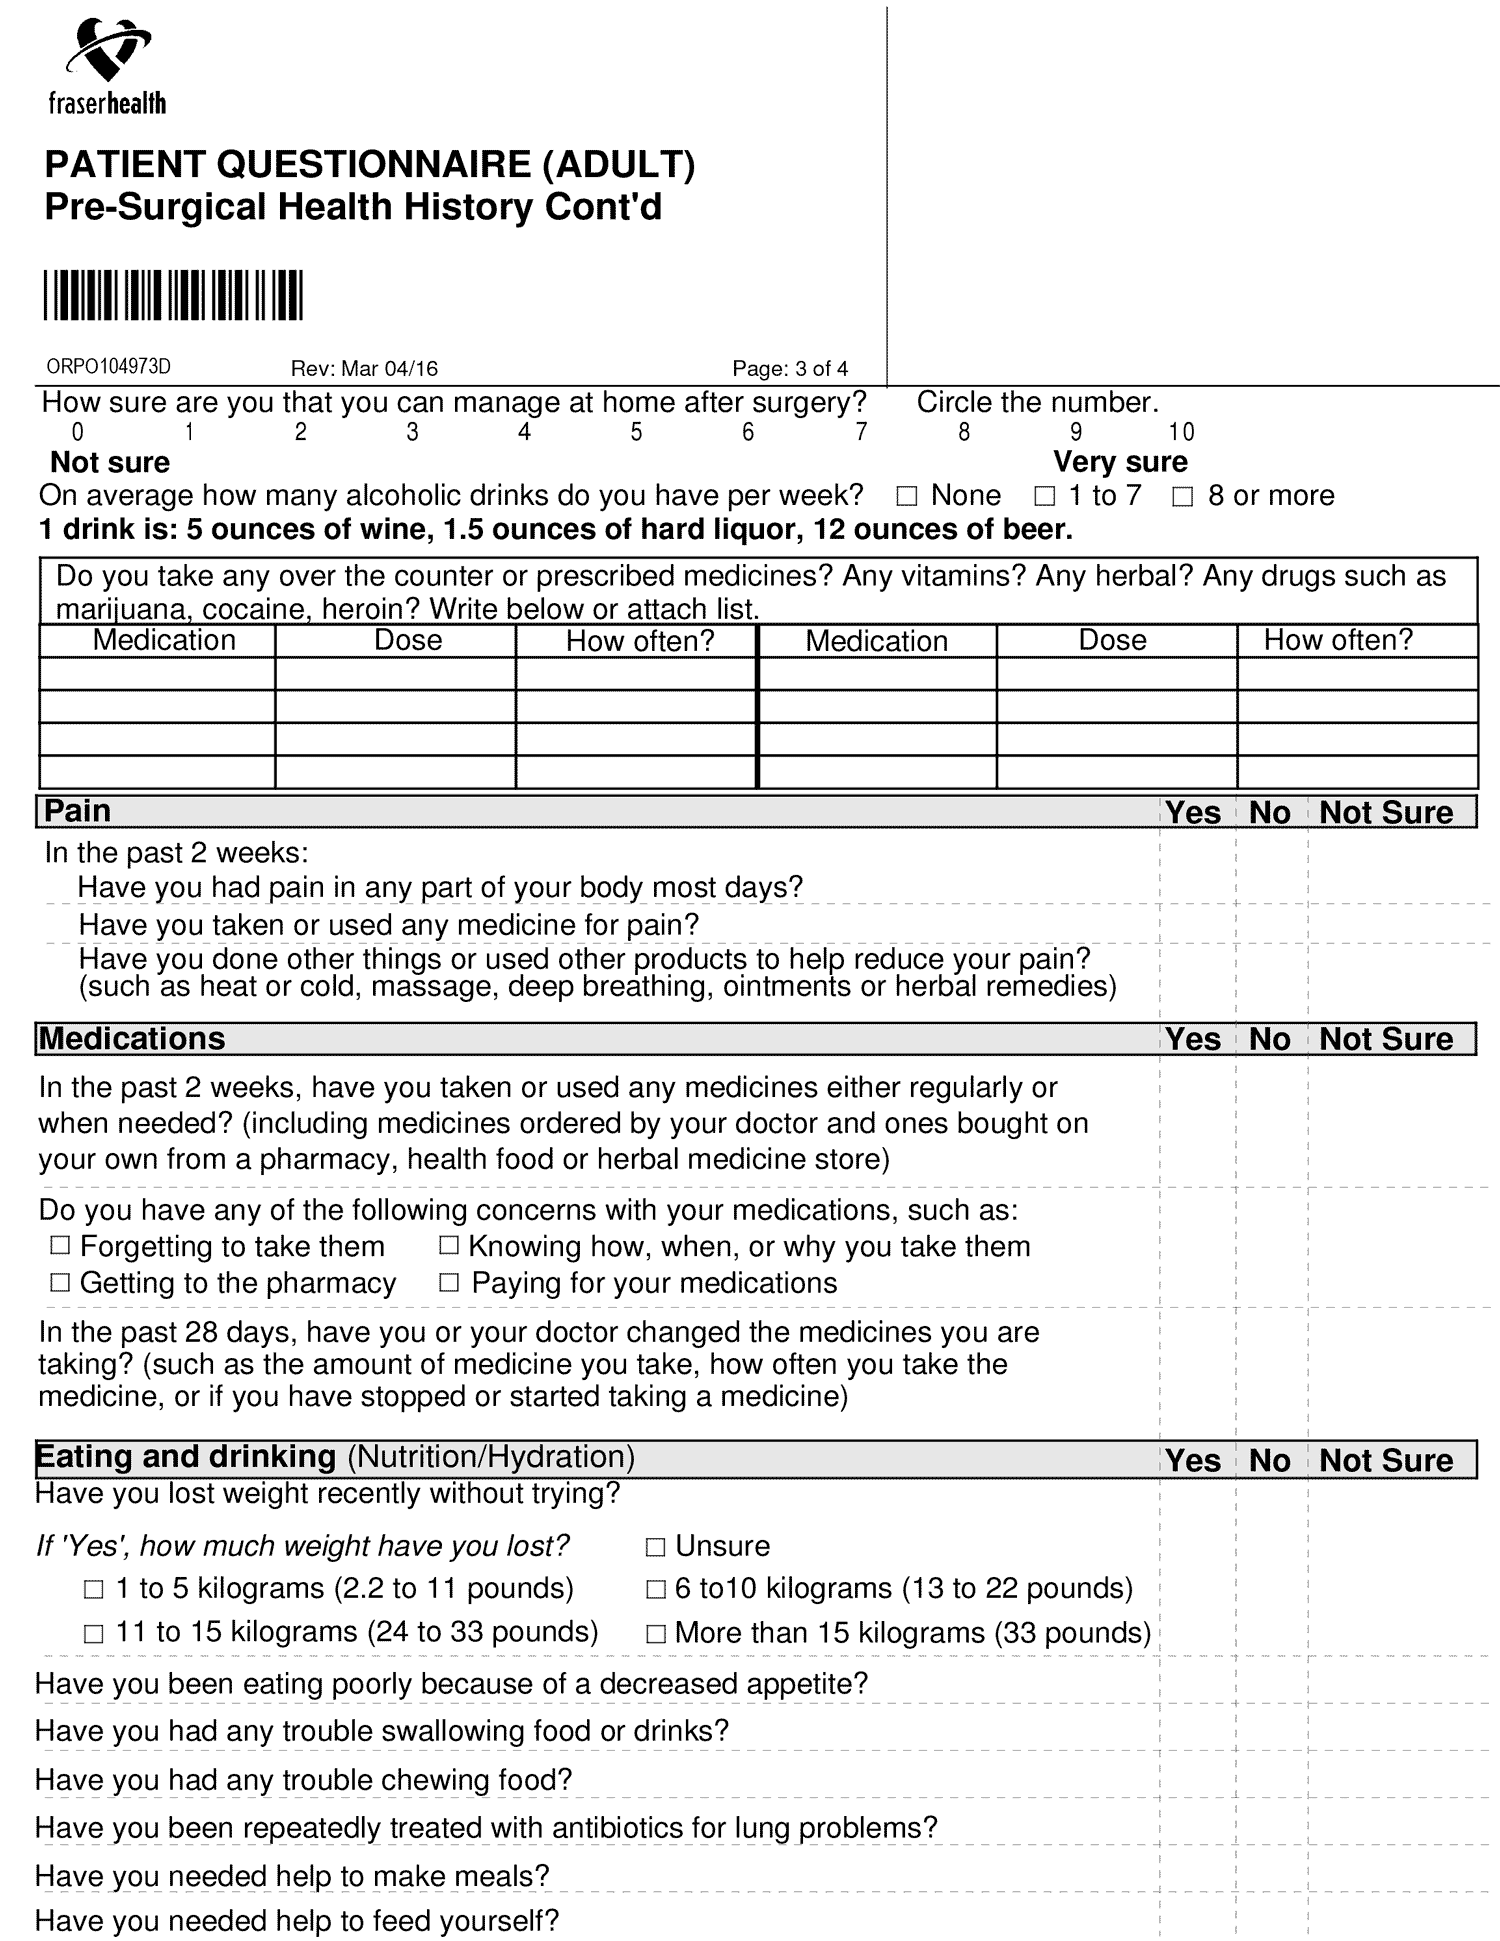 fraserhealth
PATIENT QUESTIONNAIRE (ADULT)
Pre-Surgical Health History Cont'd
ORPO104973D Rev: Mar 04/16 Page: 3 of 4
How sure are you that you can manage at home after surgery? Circle the number.
0 1 2 3 4 5 6 7 8 9 10
Not sure Very sure
On average how many alcoholic drinks do you have per week? □ None □ 1 to 7 □ 8 or more
1 drink is: 5 ounces of wine, 1.5 ounces of hard liquor, 12 ounces of beer.
Do you take any over the counter or prescribed medicines? Any vitamins? Any herbal? Any drugs such as
marijuana, cocaine, heroin? Write below or attach list.
Medication Dose How often? Medication Dose How often?
Pain Yes No Not Sure
In the past 2 weeks:
Have you had pain in any part of your body most days?
Have you taken or used any medicine for pain?
Have you done other things or used other products to help reduce your pain?
(such as heat or cold, massage, deep breathing, ointments or herbal remedies)
Medications Yes No Not Sure
In the past 2 weeks, have you taken or used any medicines either regularly or
when needed? (including medicines ordered by your doctor and ones bought on
your own from a pharmacy, health food or herbal medicine store)
Do you have any of the following concerns with your medications, such as:
□ Forgetting to take them □ Knowing how, when, or why you take them
□ Getting to the pharmacy □ Paying for your medications
In the past 28 days, have you or your doctor changed the medicines you are
taking? (such as the amount of medicine you take, how often you take the
medicine, or if you have stopped or started taking a medicine)
Eating and drinking (Nutrition/Hydration) Yes No Not Sure
Have you lost weight recently without trying?
If 'Yes', how much weight have you lost? □ Unsure
□ 1 to 5 kilograms (2.2 to 11 pounds) □ 6 to10 kilograms (13 to 22 pounds)
□ 11 to 15 kilograms (24 to 33 pounds) □ More than 15 kilograms (33 pounds)
Have you been eating poorly because of a decreased appetite?
Have you had any trouble swallowing food or drinks?
Have you had any trouble chewing food?
Have you been repeatedly treated with antibiotics for lung problems?
Have you needed help to make meals?
Have you needed help to feed yourself?